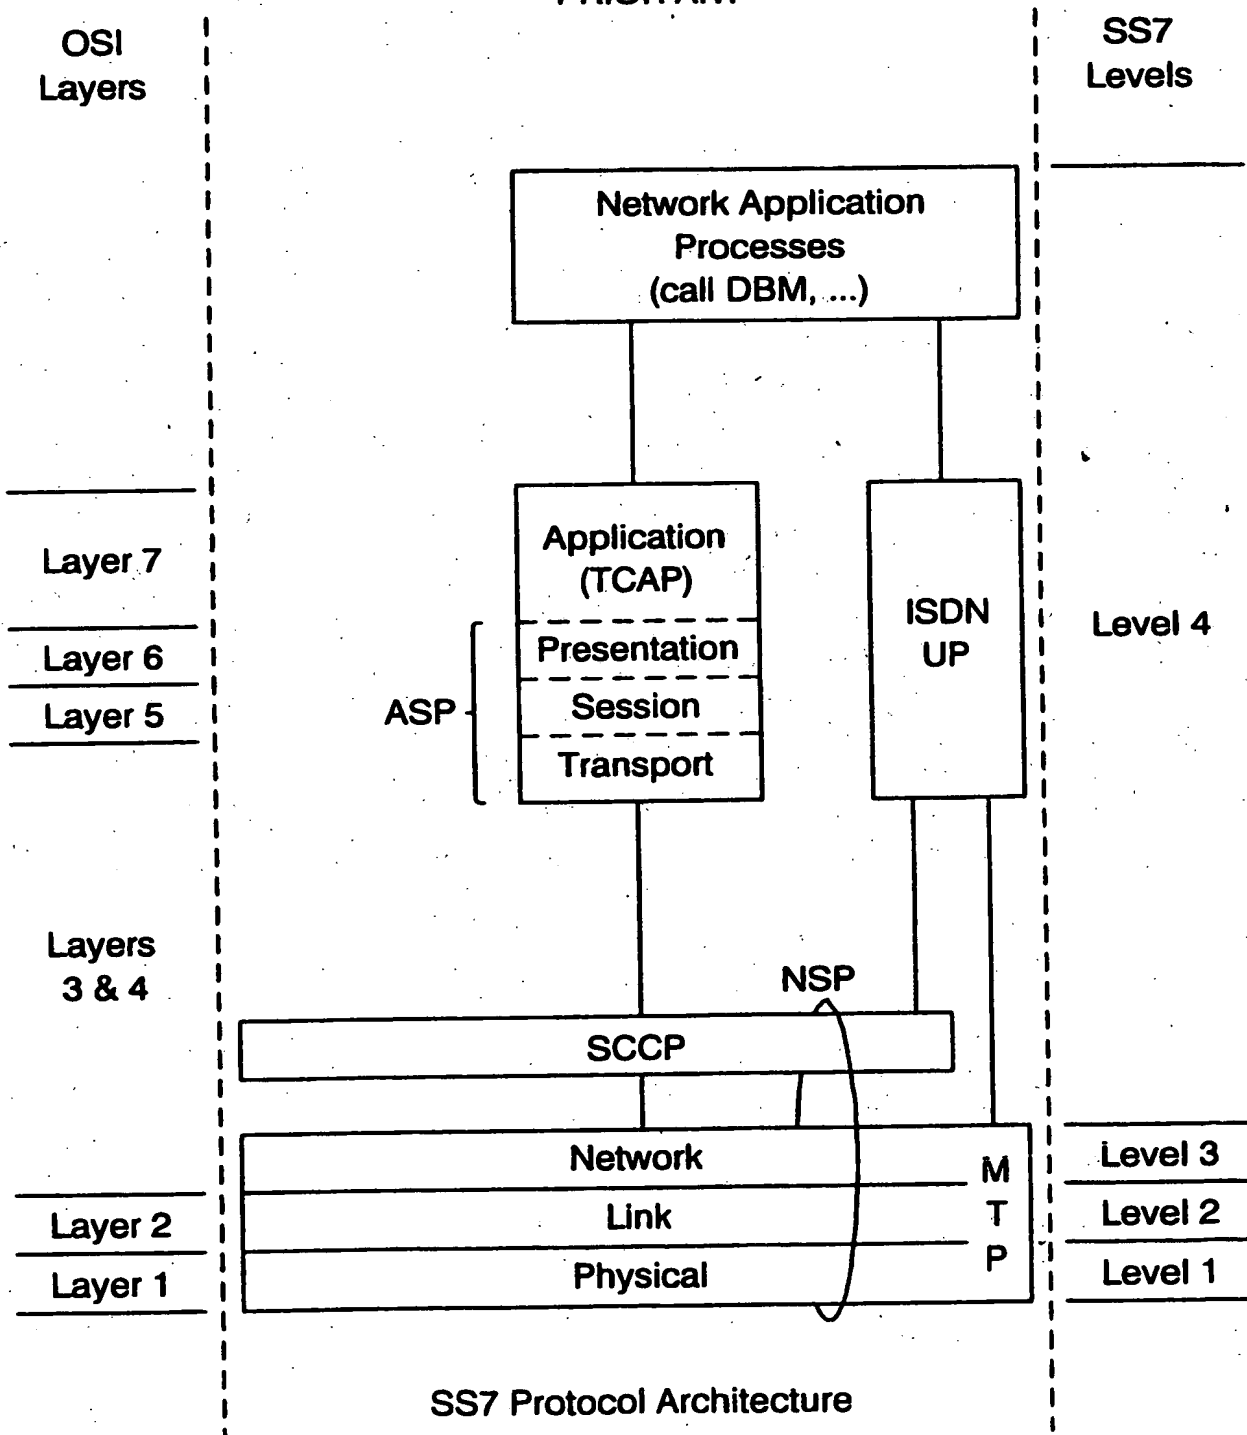 OSI
Layers
SS7
Levels
Network Application
Processes
(call DBM, ...)
Layer 7
Application
(TCAP)
ISDN
UP
Level 4
Layer 6
Presentation
ASP
Layer 5
Session
Transport
Layers
3 & 4
NSP
SCCP
Network
M
T
P
Level 3
Layer 2
Link
Level 2
Layer 1
Physical
Level 1
SS7 Protocol Architecture